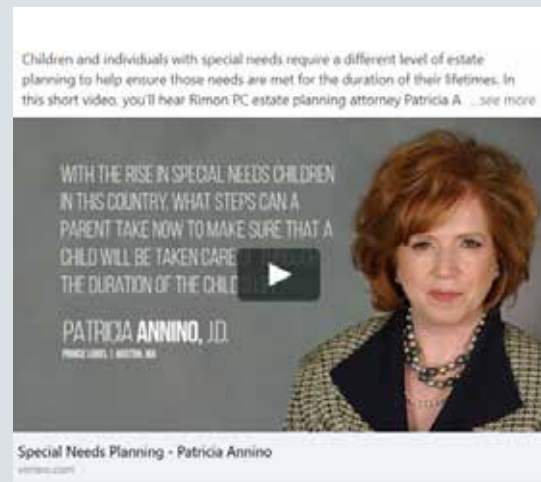 Children and individuals with special needs require a different level of estate
planning to help ensure those needs are met for the duration of their lifetimes. In
this short video, you'll hear Rimon PC estate planning attorney Patricia A ...see more
WITH THE RISE IN SPECIAL NEEDS CHILDREN
IN THIS COUNTRY, WHAT STEPS CAN A
PARENT TAKE NOW TO MAKE SURE THAT A
CHILD WILL BE TAKEN CARE
THE DURATION OF THE CHILD
PATRICIA ANNINO, J.D.
PRINCE LOBEL | BOSTON, MA
Special Needs Planning - Patricia Annino
vimeo.com